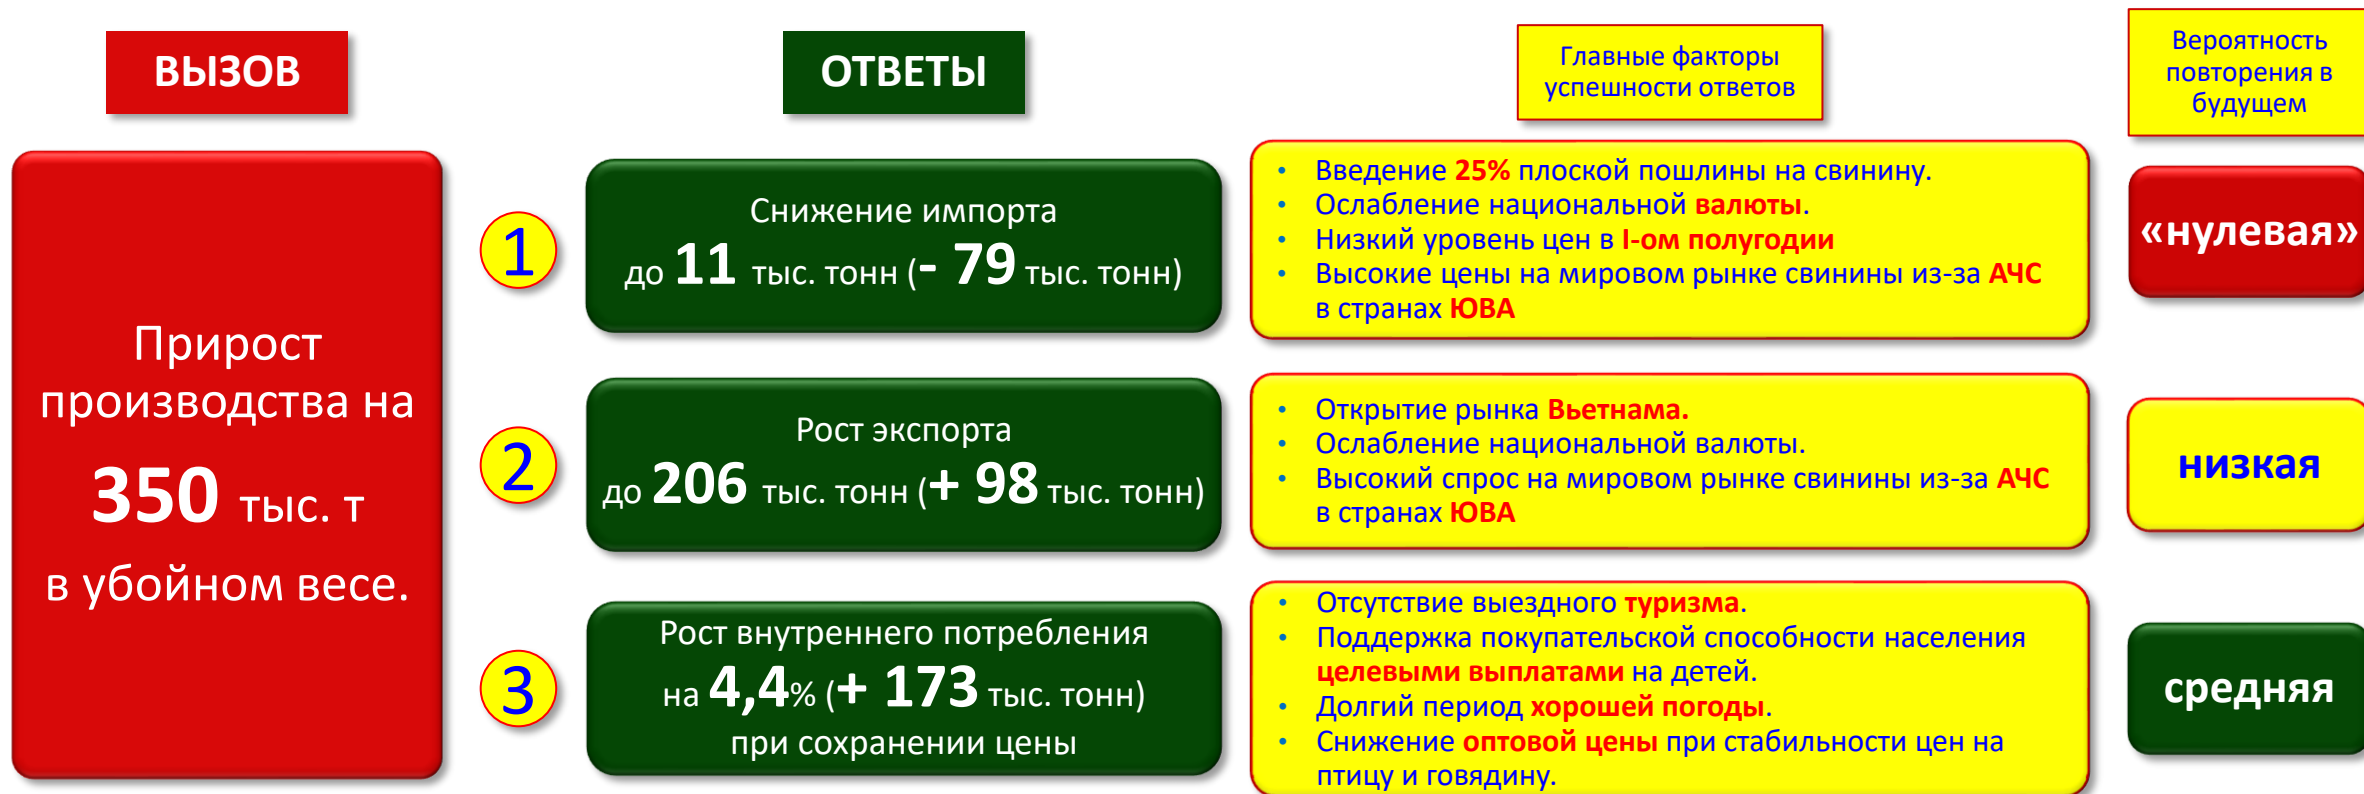 ВЫЗОВ
ОТВЕТЫ
Главные факторы
успешности ответов
Вероятность
повторения в
будущем
Прирост
производства на
350 тыс. т
в убойном весе.
1
Снижение импорта
до 11 тыс. тонн (- 79 тыс. тонн)
• Введение 25% плоской пошлины на свинину.
• Ослабление национальной валюты.
• Низкий уровень цен в I-ом полугодии
• Высокие цены на мировом рынке свинины из-за АЧС
в странах ЮВА
«нулевая»
2
Рост экспорта
до 206 тыс. тонн (+ 98 тыс. тонн)
• Открытие рынка Вьетнама.
• Ослабление национальной валюты.
• Высокий спрос на мировом рынке свинины из-за АЧС
в странах ЮВА
низкая
3
Рост внутреннего потребления
на 4,4% (+ 173 тыс. тонн)
при сохранении цены
• Отсутствие выездного туризма.
• Поддержка покупательской способности населения
целевыми выплатами на детей.
• Долгий период хорошей погоды.
• Снижение оптовой цены при стабильности цен на
птицу и говядину.
средняя